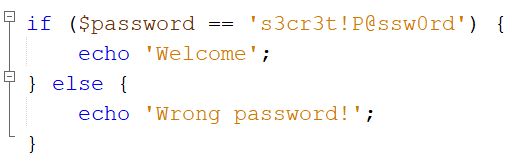 if ($password == 's3cr3t!P@ssw0rd') {
    echo 'Welcome';
} else {
    echo 'Wrong password!';
}